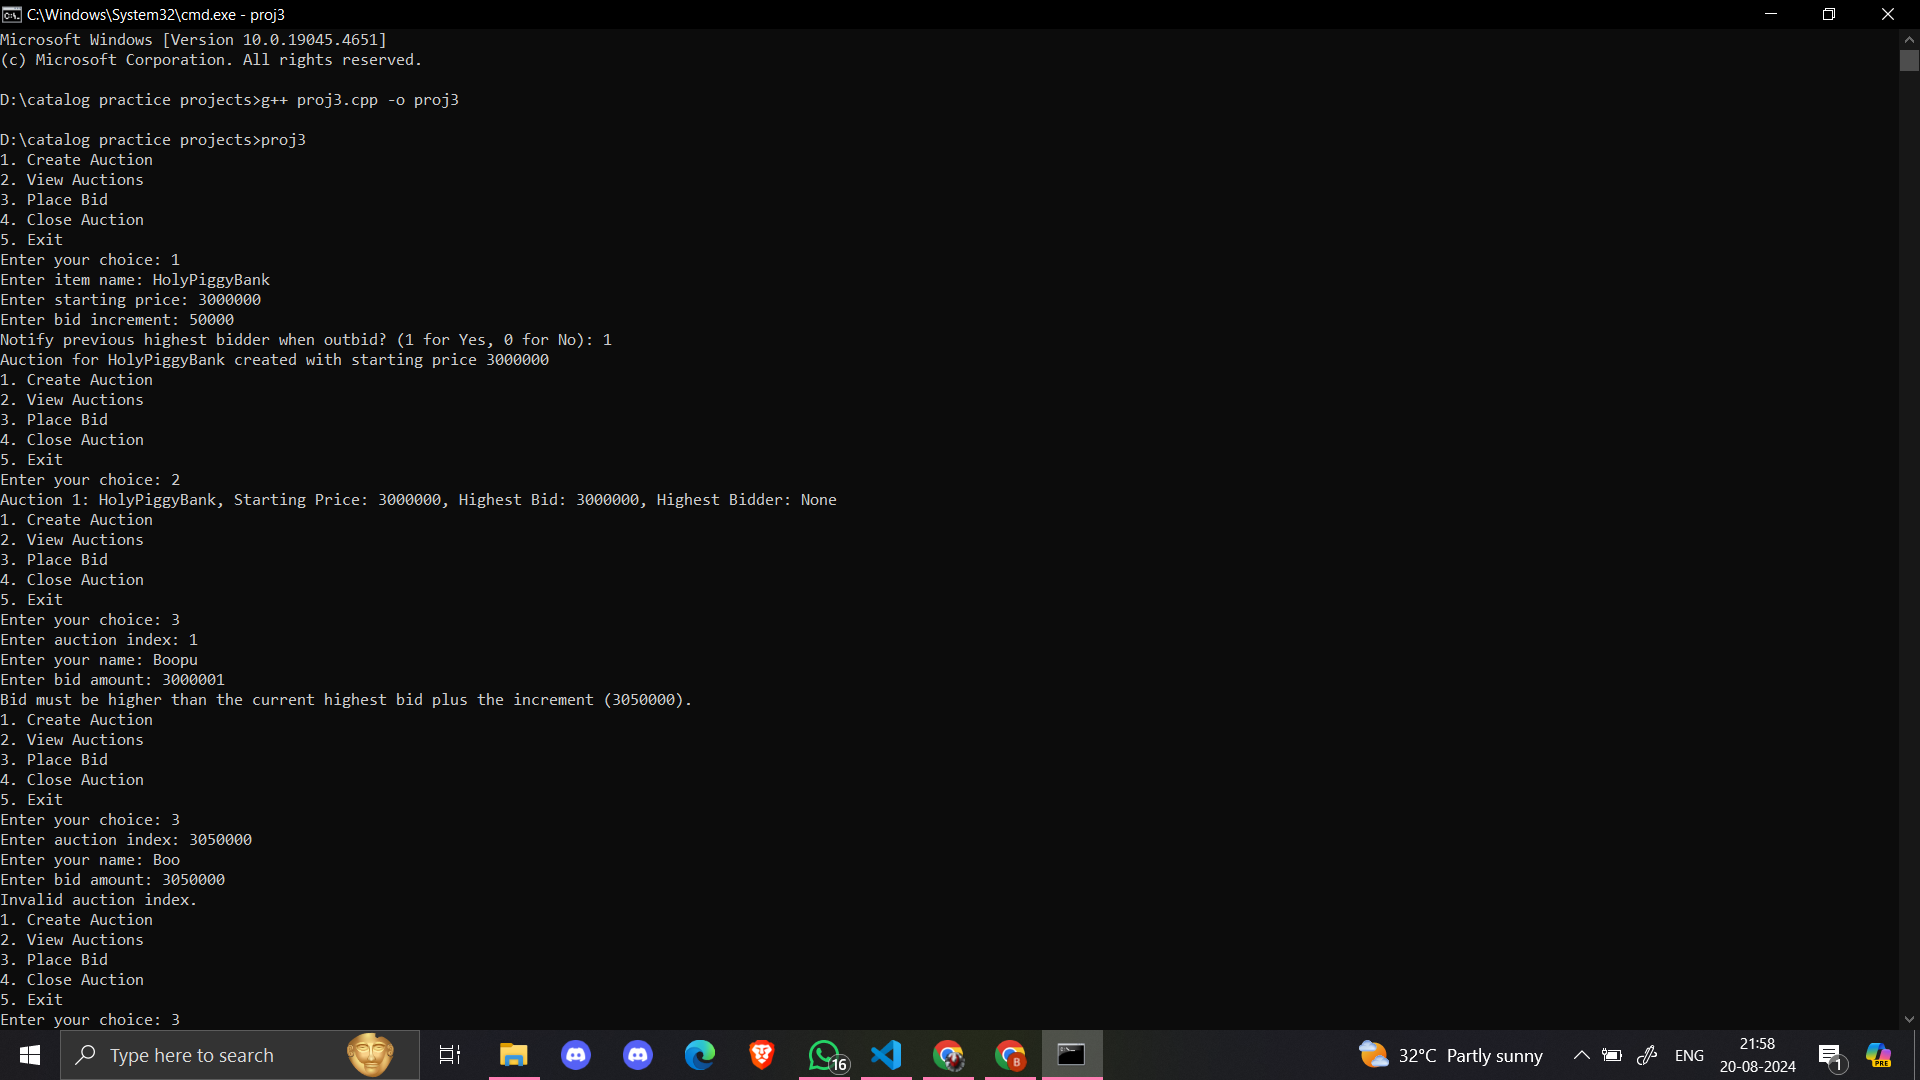 C:\Windows\System32\cmd.exe - proj3
Microsoft Windows [Version 10.0.19045.4651]
(c) Microsoft Corporation. All rights reserved.
D:\catalog practice projects>g++ proj3.cpp -o proj3
D:\catalog practice projects>proj3
1. Create Auction
2. View Auctions
3. Place Bid
4. Close Auction
5. Exit
Enter your choice: 1
Enter item name: HolyPiggyBank
Enter starting price: 3000000
Enter bid increment: 50000
Notify previous highest bidder when outbid? (1 for Yes, 0 for No): 1
Auction for HolyPiggyBank created with starting price 3000000
1. Create Auction
2. View Auctions
3. Place Bid
4. Close Auction
5. Exit
Enter your choice: 2
Auction 1: HolyPiggyBank, Starting Price: 3000000, Highest Bid: 3000000, Highest Bidder: None
1. Create Auction
2. View Auctions
3. Place Bid
4. Close Auction
5. Exit
Enter your choice: 3
Enter auction index: 1
Enter your name: Boopu
Enter bid amount: 3000001
Bid must be higher than the current highest bid plus the increment (3050000).
1. Create Auction
2. View Auctions
3. Place Bid
4. Close Auction
5. Exit
Enter your choice: 3
Enter auction index: 3050000
Enter your name: Boo
Enter bid amount: 3050000
Invalid auction index.
1. Create Auction
2. View Auctions
3. Place Bid
4. Close Auction
5. Exit
Enter your choice: 3
Type here to search
16
B
32°C Partly sunny
ENG
21:58
20-08-2024
1
PRE